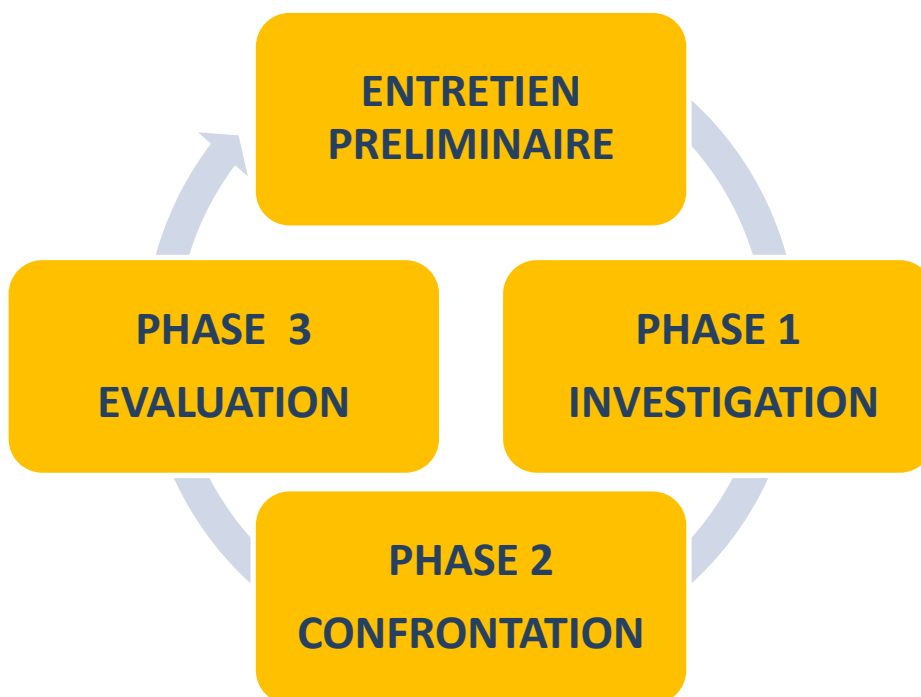 ENTRETIEN
PRELIMINAIRE
PHASE 1
INVESTIGATION
PHASE 2
CONFRONTATION
PHASE  3
EVALUATION